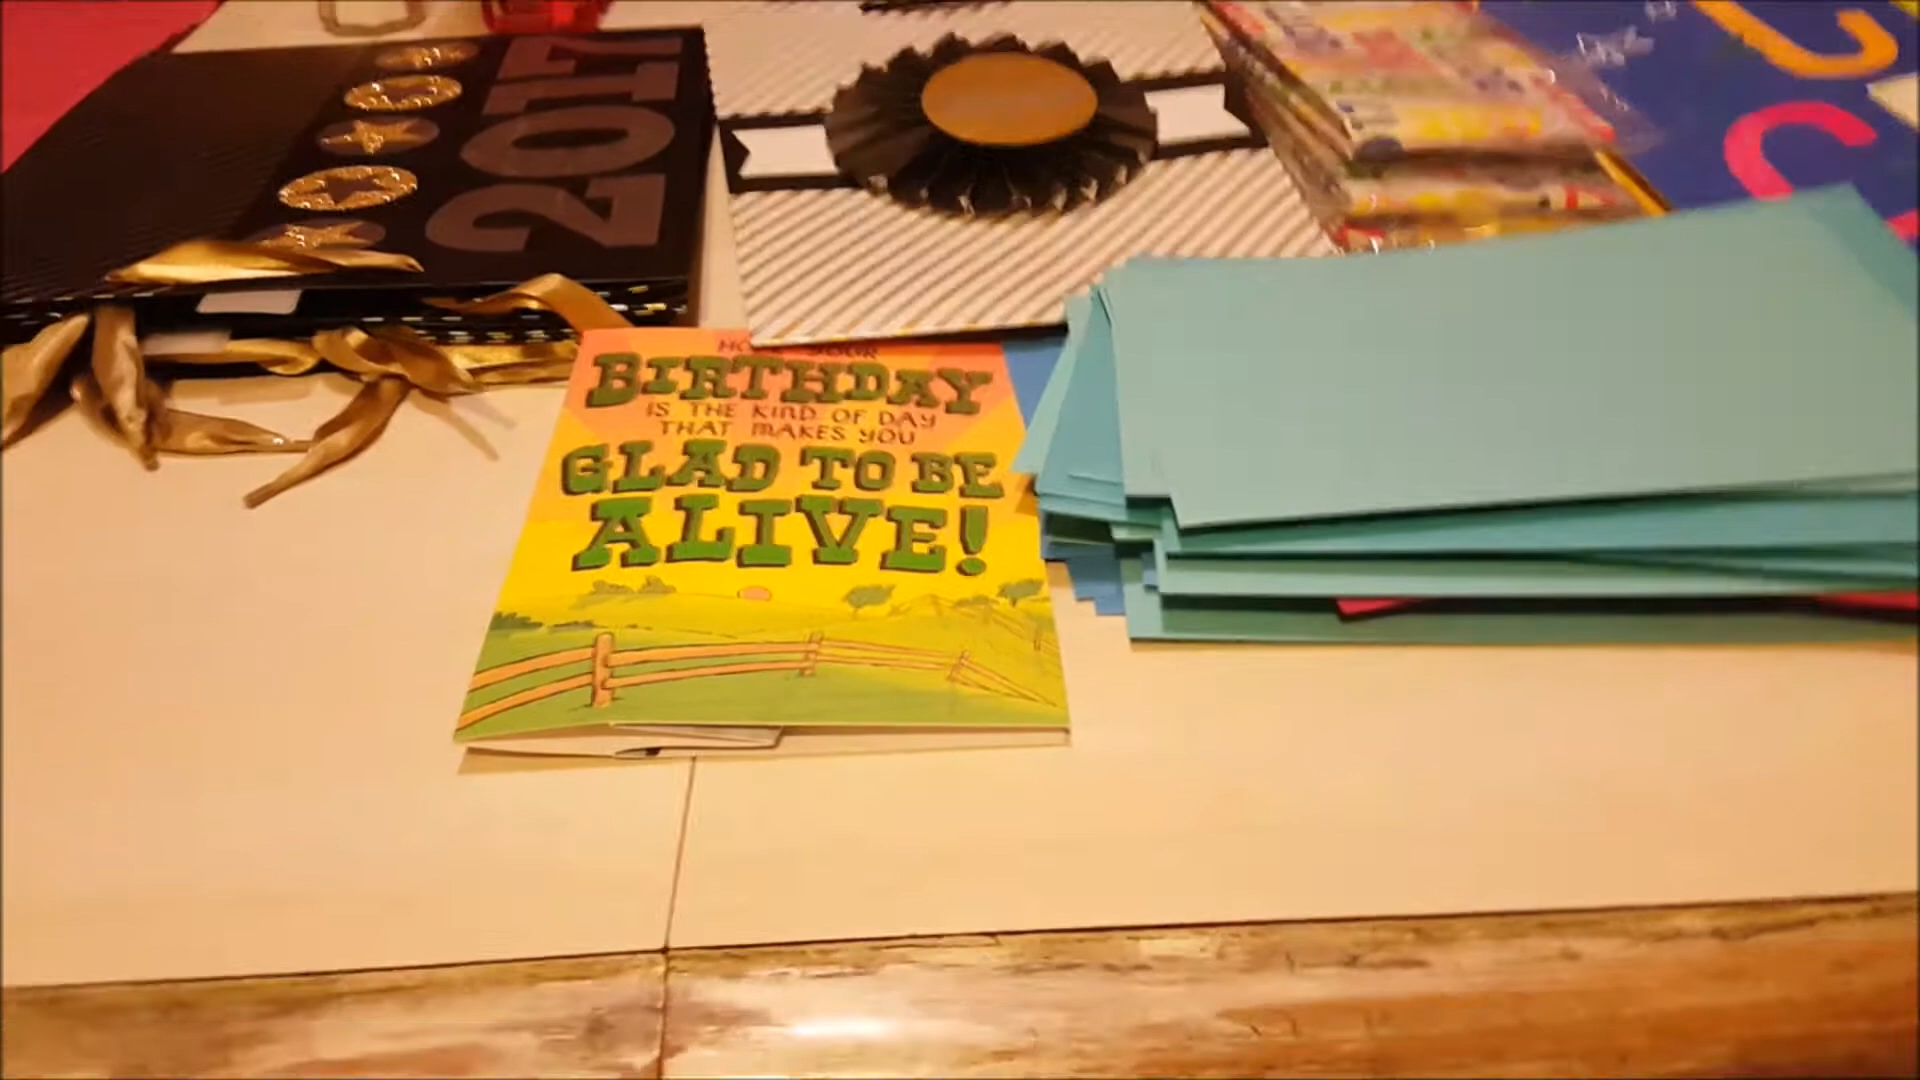 2017
BIRTHDAY
IS THE KIND OF DAY
THAT MAKES YOU
GLAD TO BE
ALIVE!